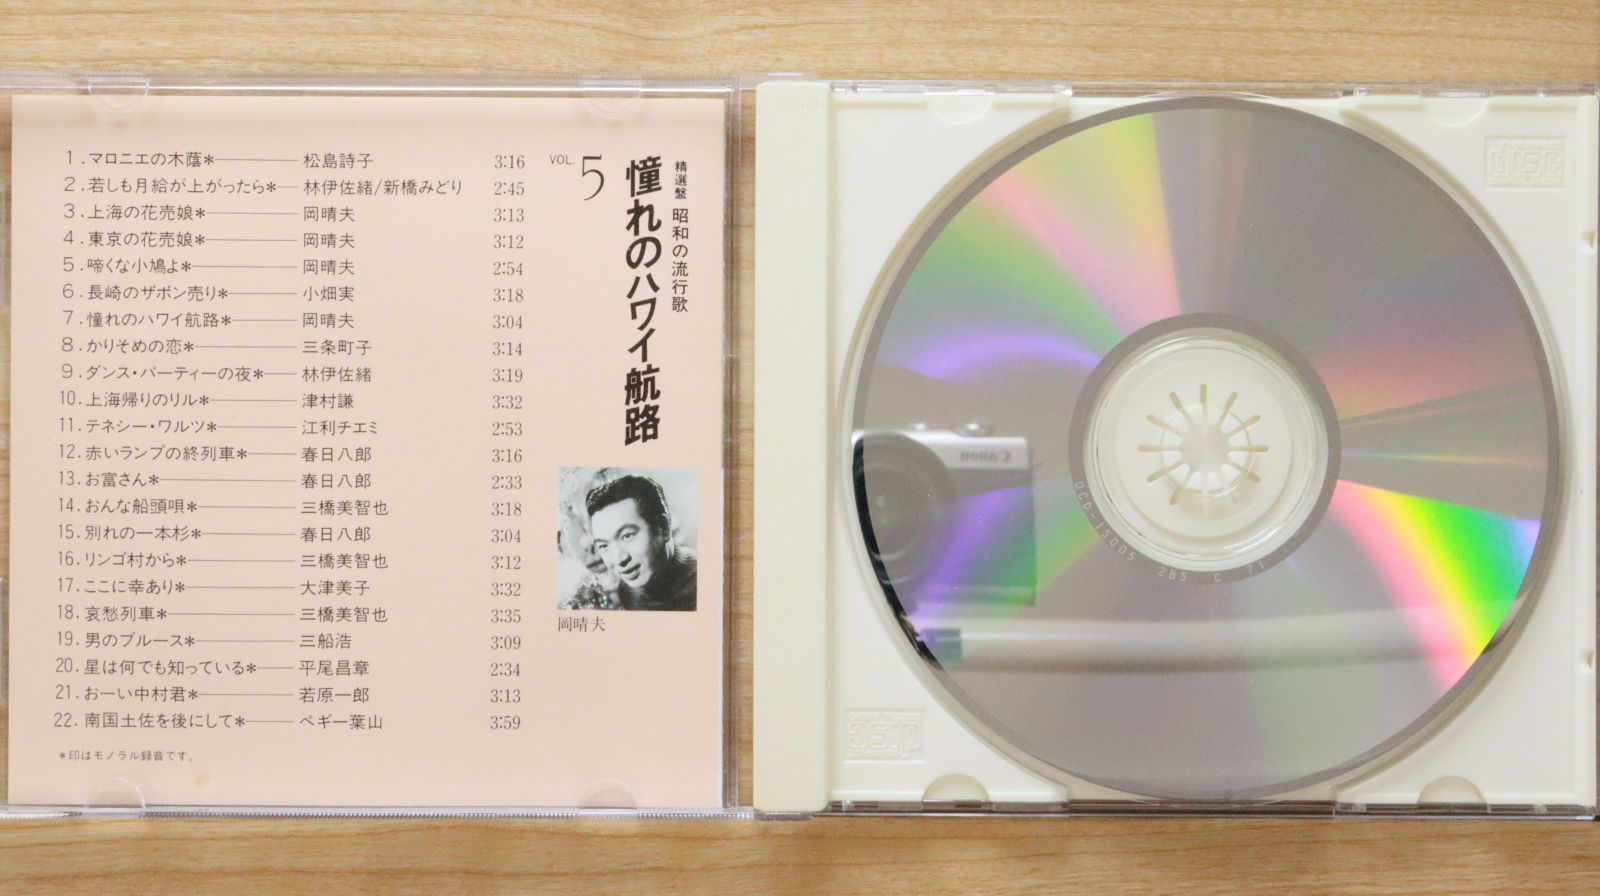 1. マロニエの木蔭* 松島詩子 3:16
2. 若しも月給が上がったら* 林伊佐緒/新橋みどり 2:45
3. 上海の花売娘* 岡晴夫 3:13
4. 東京の花売娘* 岡晴夫 3:12
5. 啼くな小鳩よ* 岡晴夫 2:54
6. 長崎のザボン売り* 小畑実 3:18
7. 憧れのハワイ航路* 岡晴夫 3:04
8. かりそめの恋* 三条町子 3:14
9. ダンス・パーティーの夜* 林伊佐緒 3:19
10. 上海帰りのリル* 津村謙 3:32
11. テネシー・ワルツ* 江利チエミ 2:53
12. 赤いランプの終列車* 春日八郎 3:16
13. お富さん* 春日八郎 2:33
14. おんな船頭唄* 三橋美智也 3:18
15. 別れの一本杉* 春日八郎 3:04
16. リンゴ村から* 三橋美智也 3:12
17. ここに幸あり* 大津美子 3:32
18. 哀愁列車* 三橋美智也 3:35
19. 男のブルース* 三船浩 3:09
20. 星は何でも知っている* 平尾昌章 2:34
21. おーい中村君* 若原一郎 3:13
22. 南国土佐を後にして* ペギー葉山 3:59
*印はモノラル録音です。
精選盤 昭和の流行歌
憧れのハワイ航路
VOL. 5
岡晴夫
Canon
OCD-15005 2B5 C 71
COMPACT
disc
disc